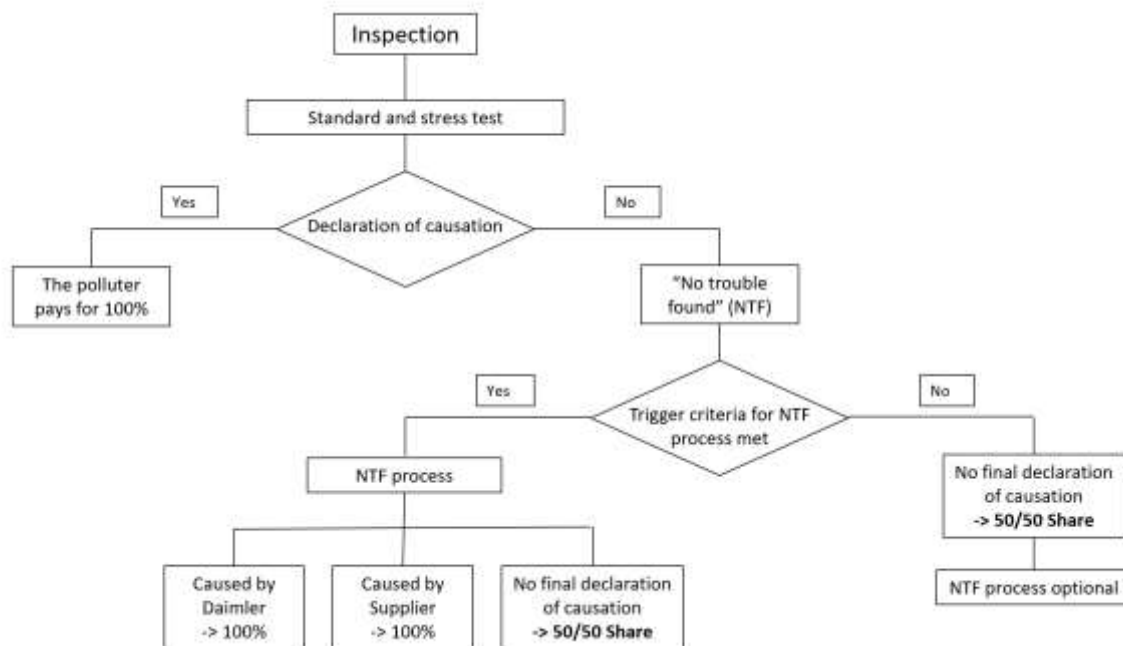 Inspection
Standard and stress test
Yes
No
Declaration of causation
The polluter
pays for 100%
“No trouble
found” (NTF)
Yes
No
Trigger criteria for NTF
process met
NTF process
No final declaration
of causation
-> 50/50 Share
Caused by
Daimler
-> 100%
Caused by
Supplier
-> 100%
No final declaration
of causation
-> 50/50 Share
NTF process optional